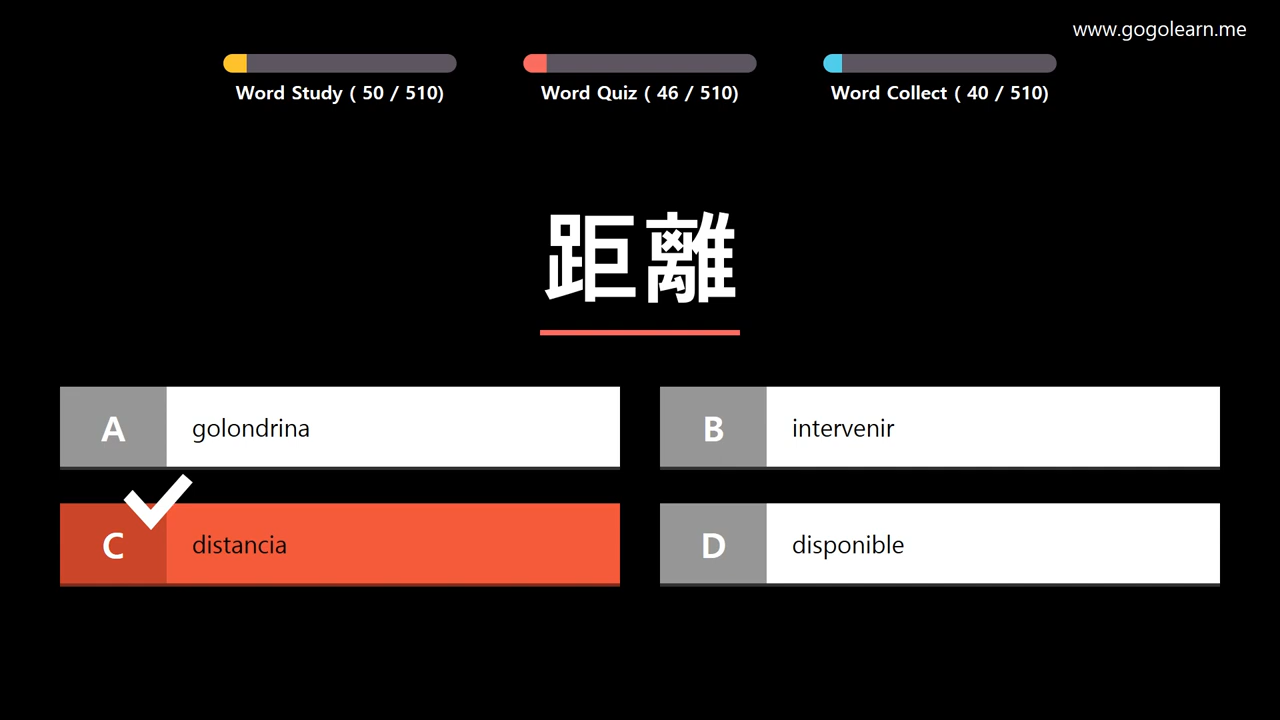 www.gogolearn.me
Word Study ( 50 / 510)
Word Quiz ( 46 / 510)
Word Collect ( 40 / 510)
距離
A golondrina
B intervenir
C distancia
D disponible